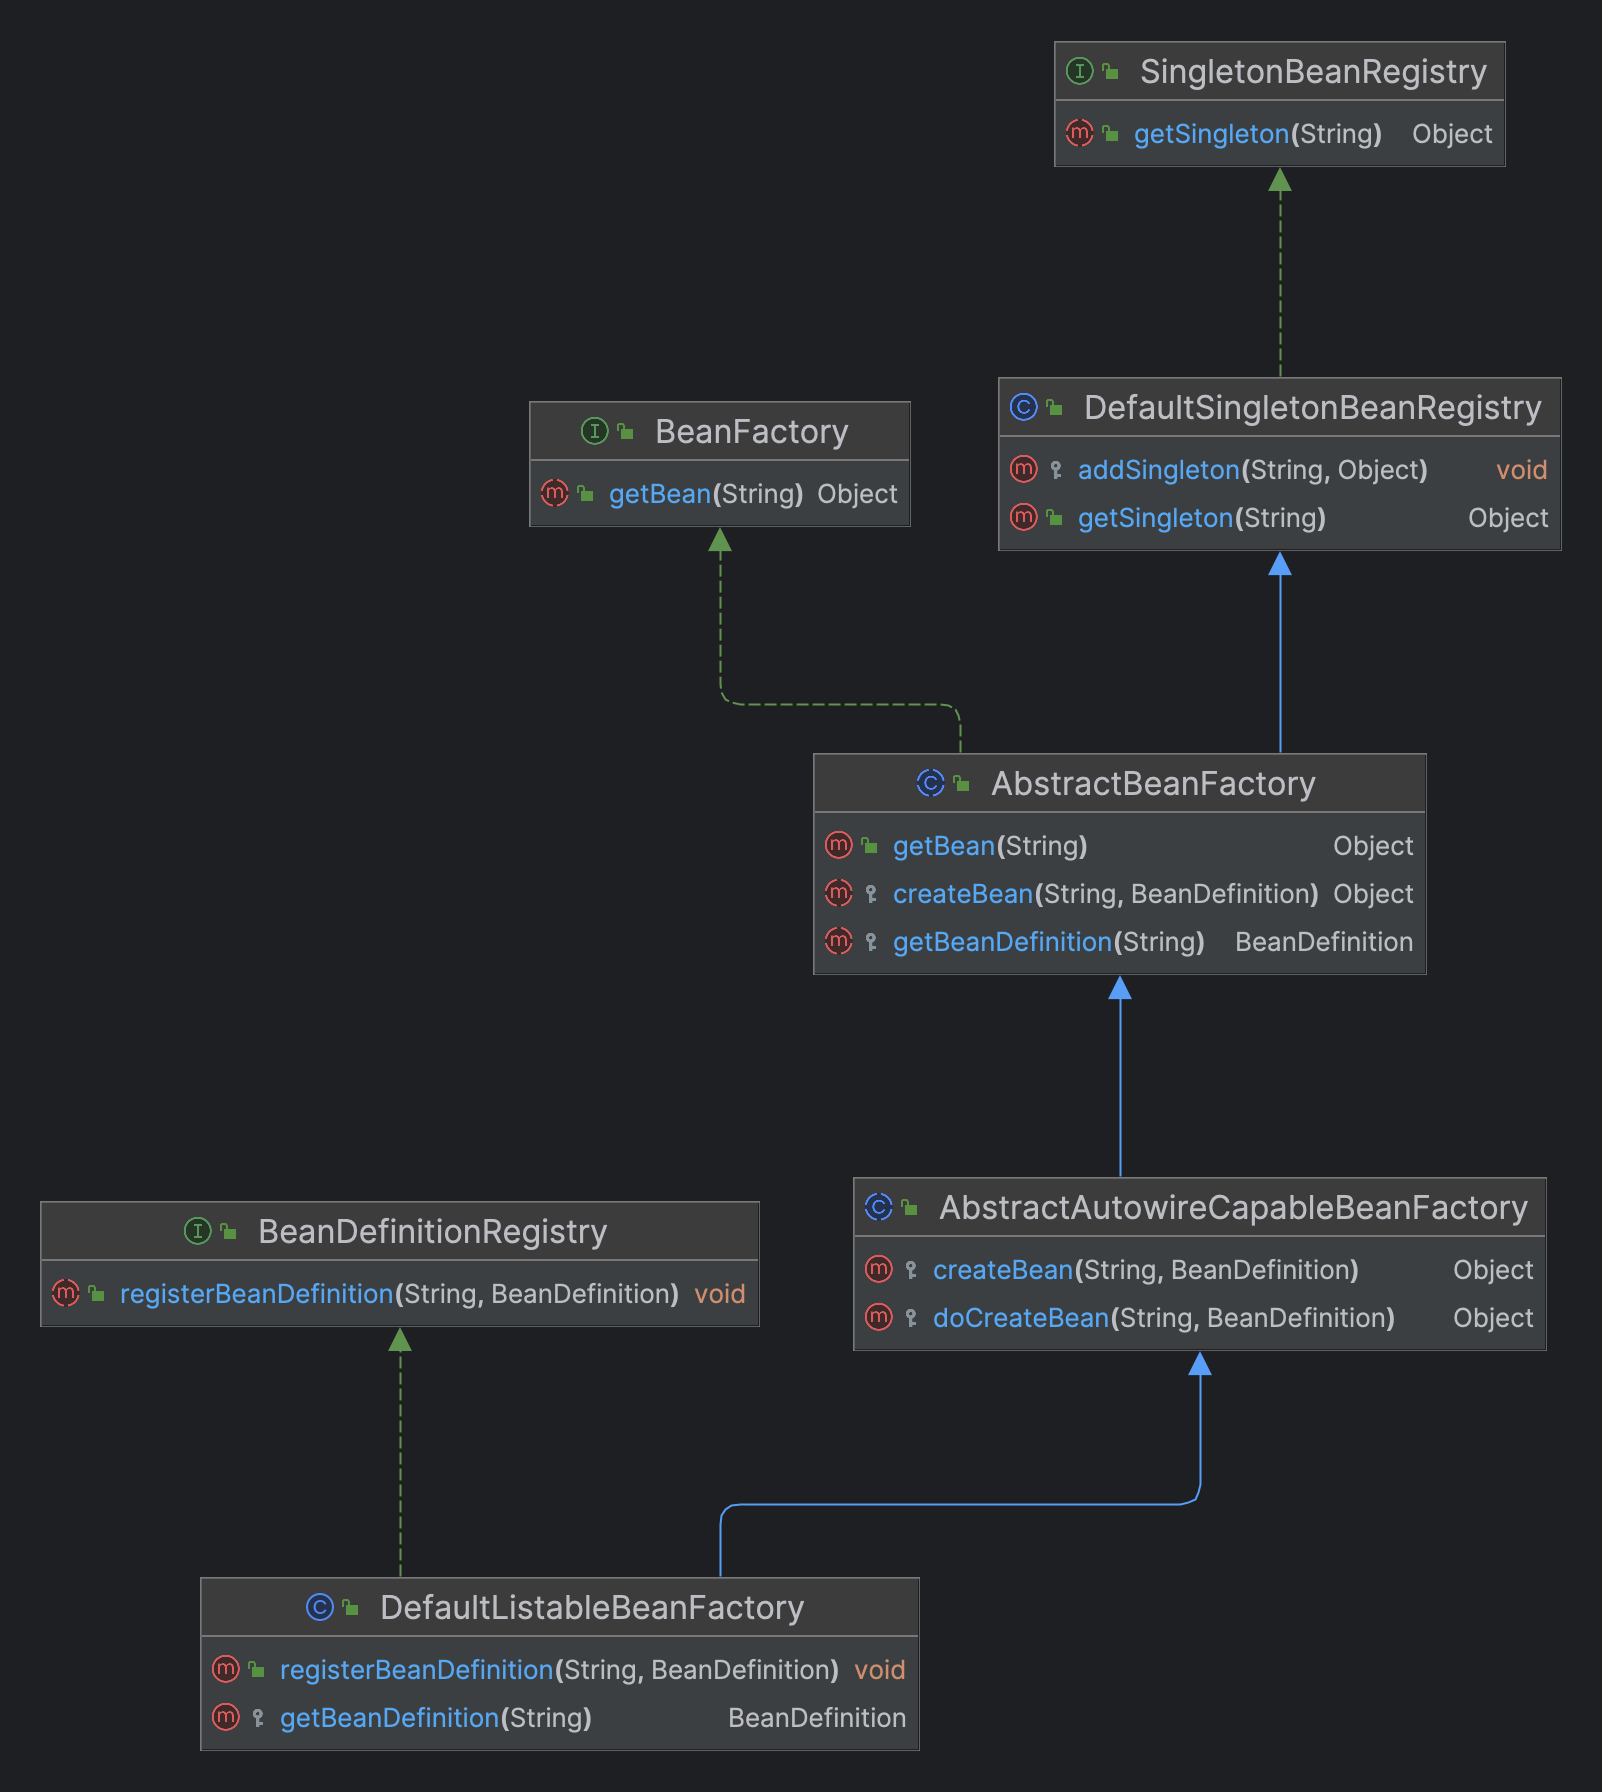 SingletonBeanRegistry
getSingleton(String) Object
BeanFactory
getBean(String) Object
DefaultSingletonBeanRegistry
addSingleton(String, Object) void
getSingleton(String) Object
AbstractBeanFactory
getBean(String) Object
createBean(String, BeanDefinition) Object
getBeanDefinition(String) BeanDefinition
BeanDefinitionRegistry
registerBeanDefinition(String, BeanDefinition) void
AbstractAutowireCapableBeanFactory
createBean(String, BeanDefinition) Object
doCreateBean(String, BeanDefinition) Object
DefaultListableBeanFactory
registerBeanDefinition(String, BeanDefinition) void
getBeanDefinition(String) BeanDefinition